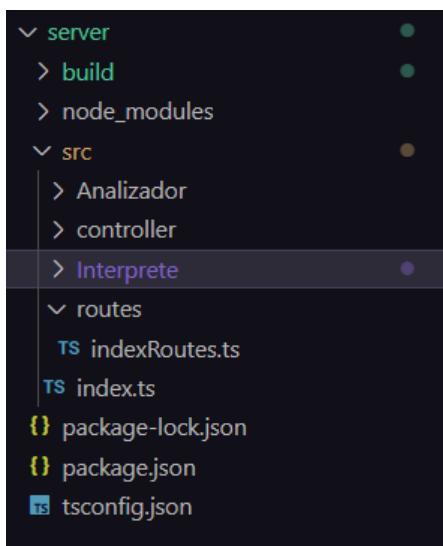 server
build
node_modules
src
Analizador
controller
Interprete
routes
TS indexRoutes.ts
TS index.ts
{} package-lock.json
{} package.json
TS tsconfig.json